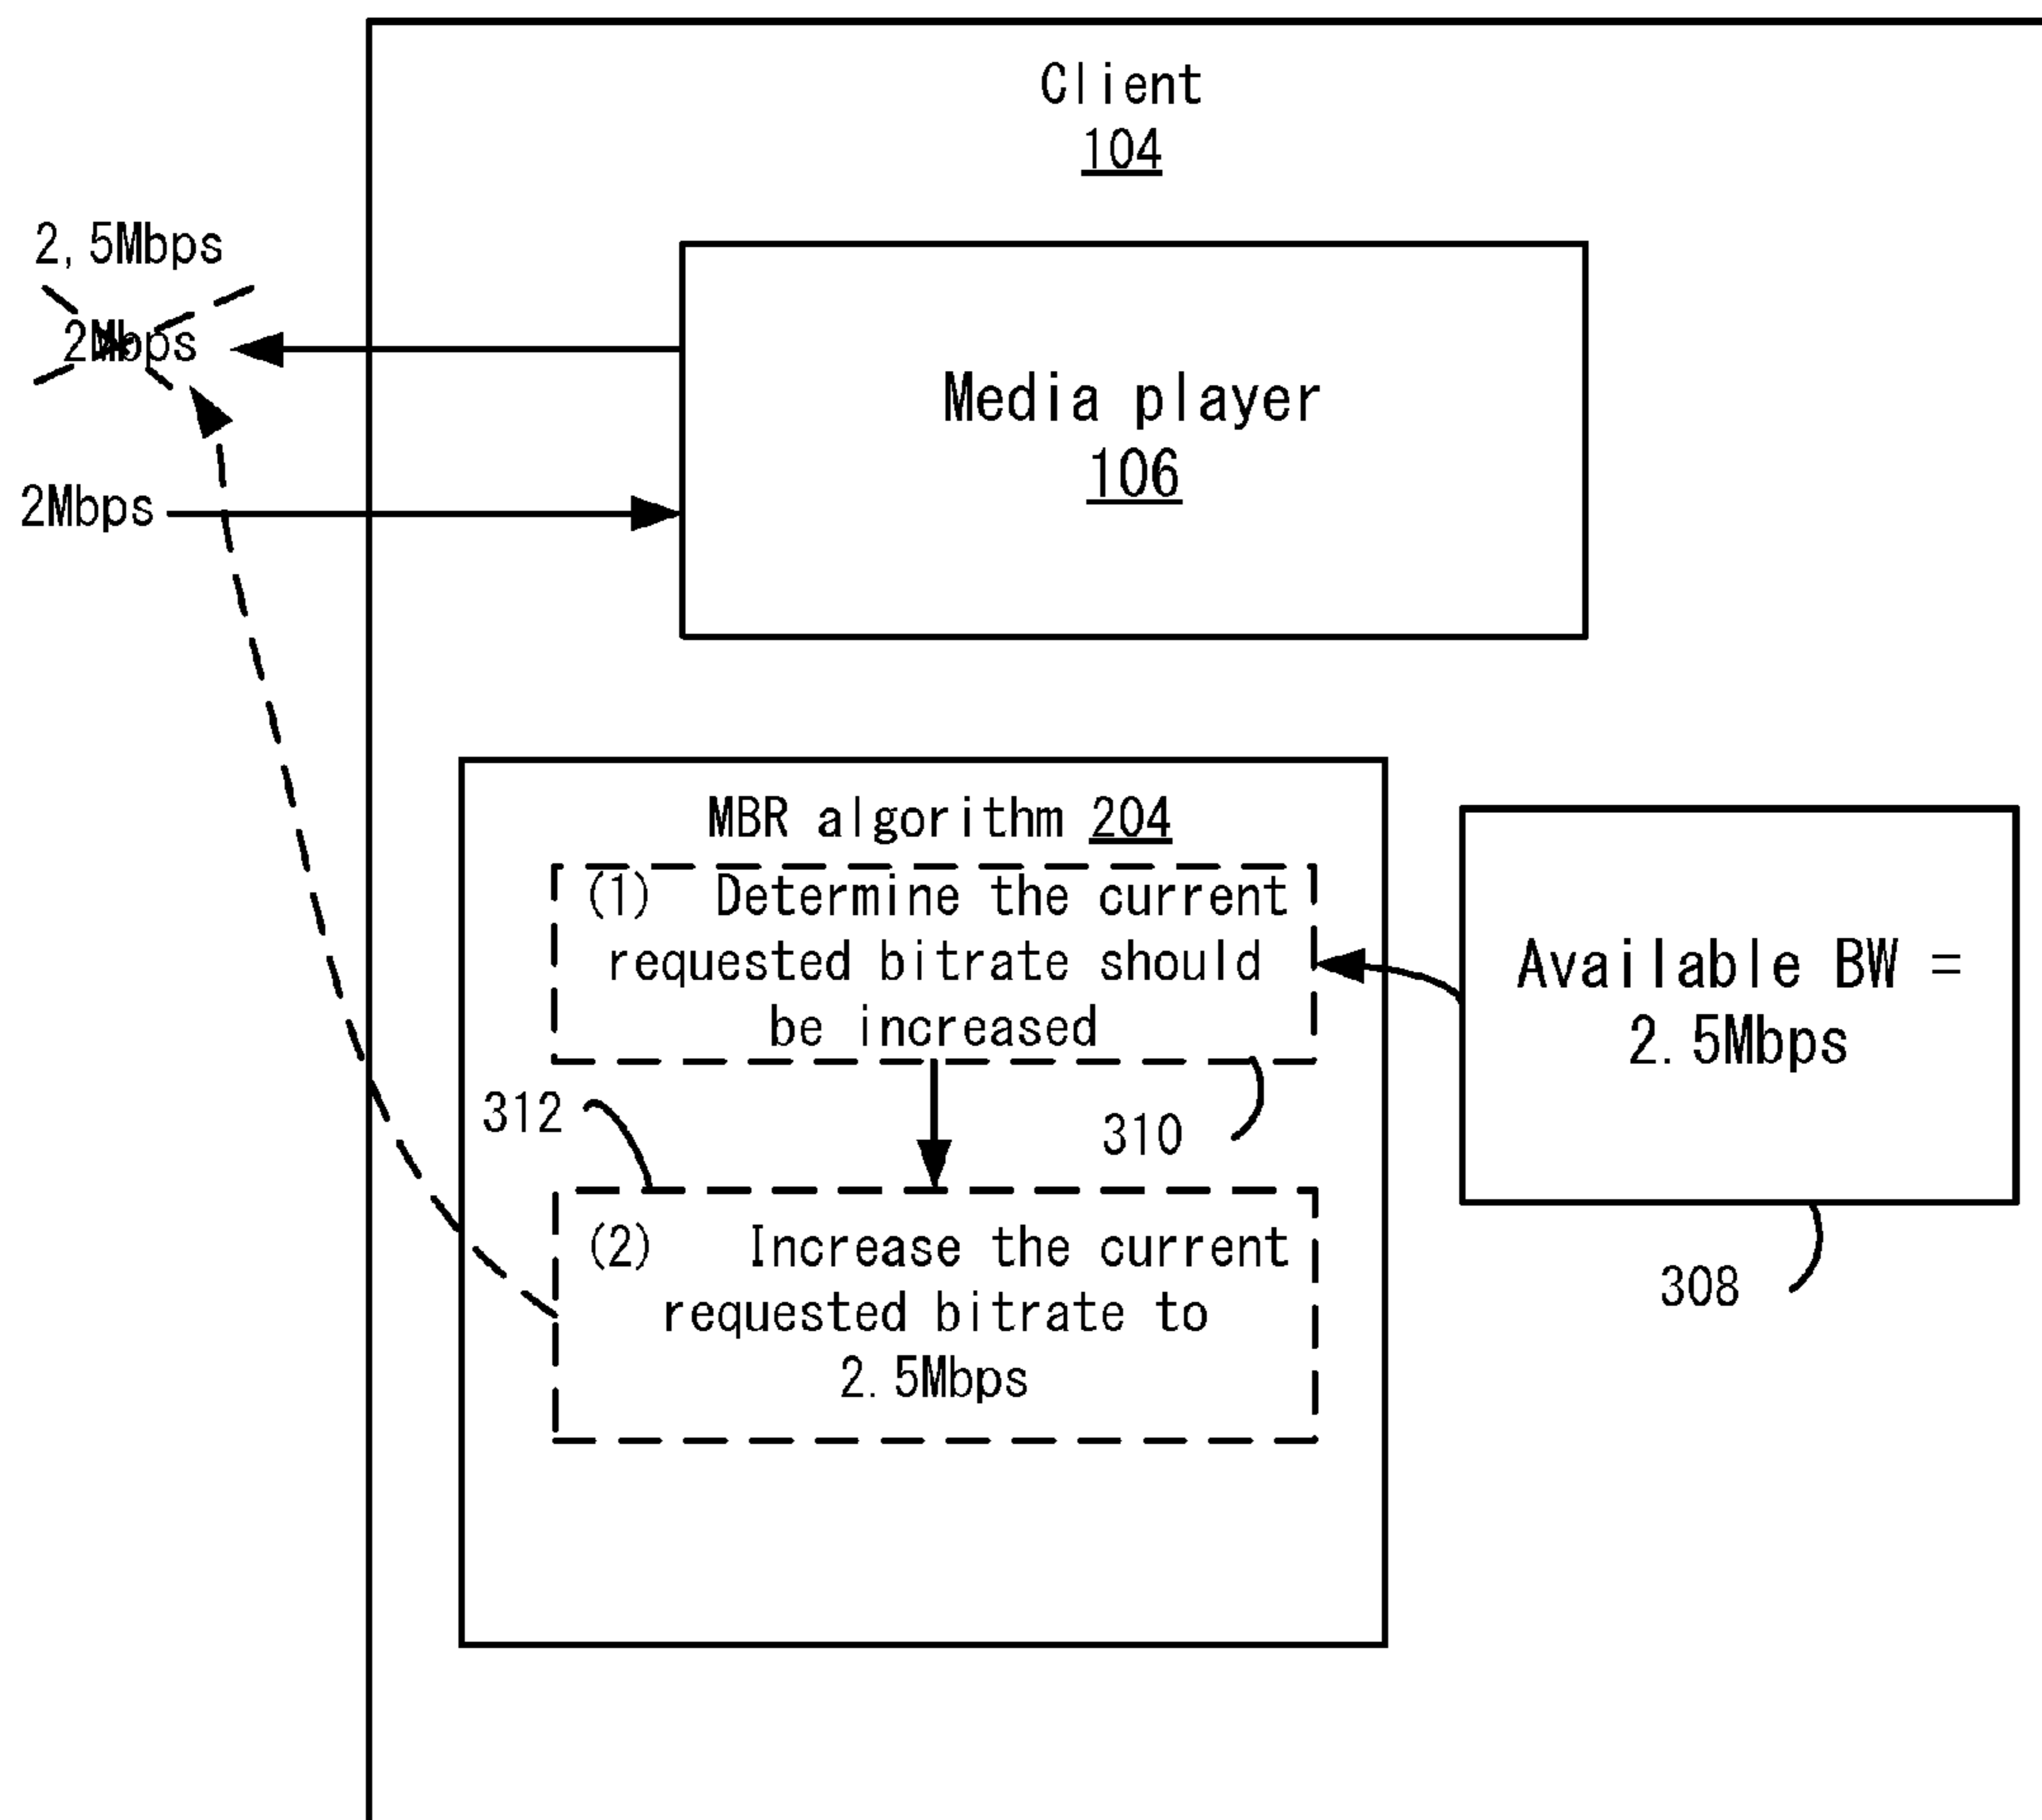 Client
104
2,5Mbps
2Mbps
2Mbps
Media player
106
MBR algorithm 204
(1) Determine the current
requested bitrate should
be increased
Available BW =
2.5Mbps
312
310
(2) Increase the current
requested bitrate to
2.5Mbps
308